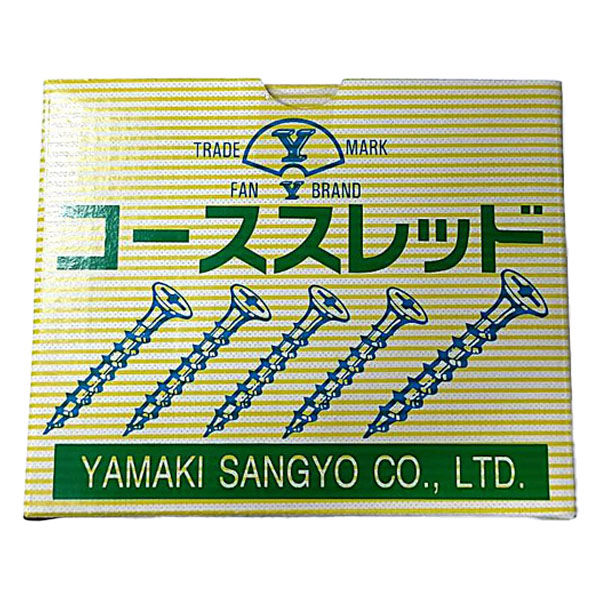 TRADE Y MARK
FAN Y BRAND
コーススレッド
YAMAKI SANGYO CO., LTD.